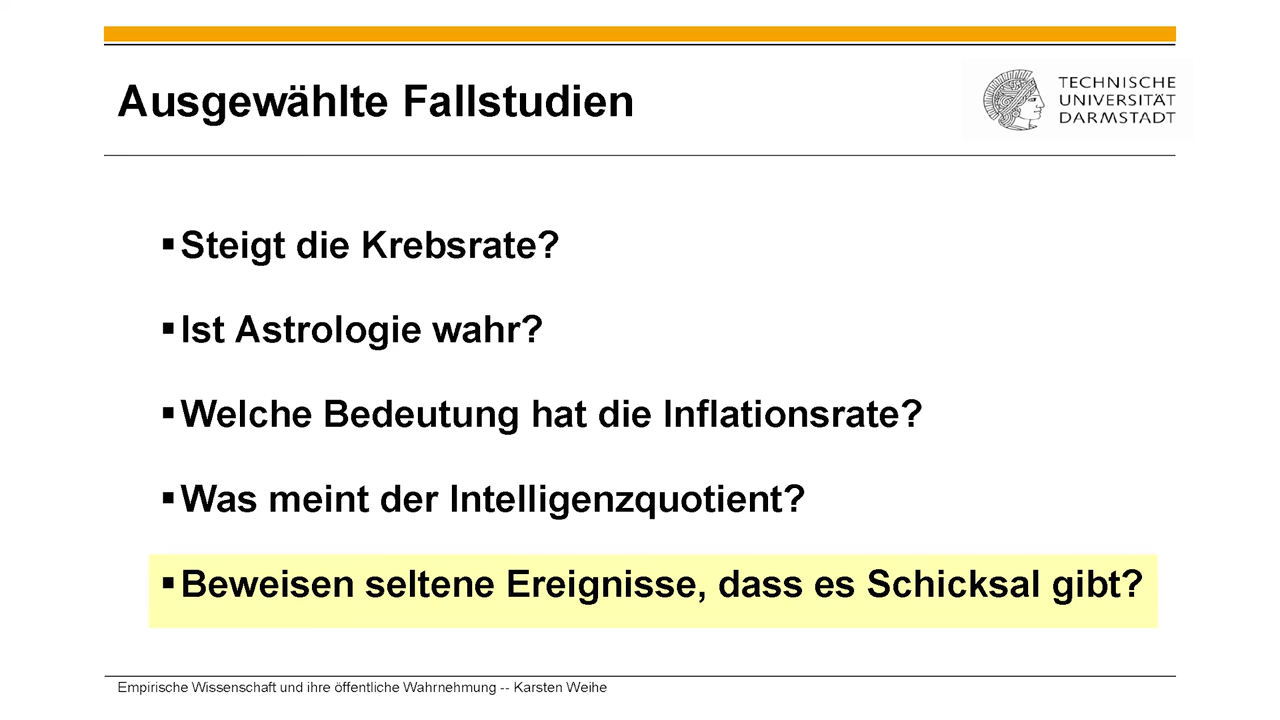 Ausgewählte Fallstudien
TECHNISCHE
UNIVERSITÄT
DARMSTADT
▪ Steigt die Krebsrate?
▪ Ist Astrologie wahr?
▪ Welche Bedeutung hat die Inflationsrate?
▪ Was meint der Intelligenzquotient?
▪ Beweisen seltene Ereignisse, dass es Schicksal gibt?
Empirische Wissenschaft und ihre öffentliche Wahrnehmung -- Karsten Weihe